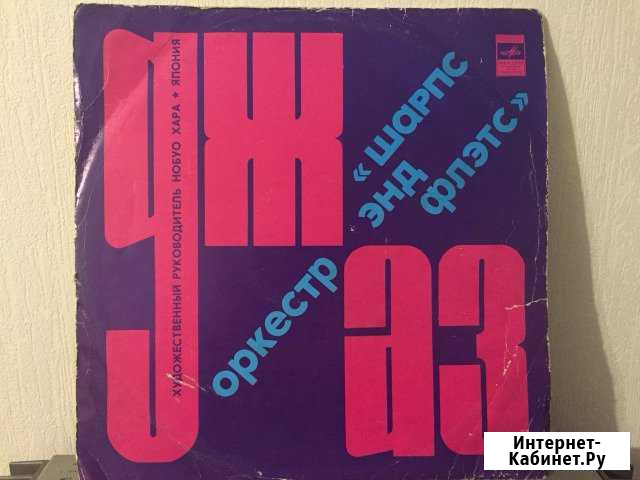 ДЖ
АЗ
ХУДОЖЕСТВЕННЫЙ РУКОВОДИТЕЛЬ НОБУО ХАРА ★ ЯПОНИЯ
оркестр
«шарпс
энд
флэтс»
Интернет-
Кабинет.Ру